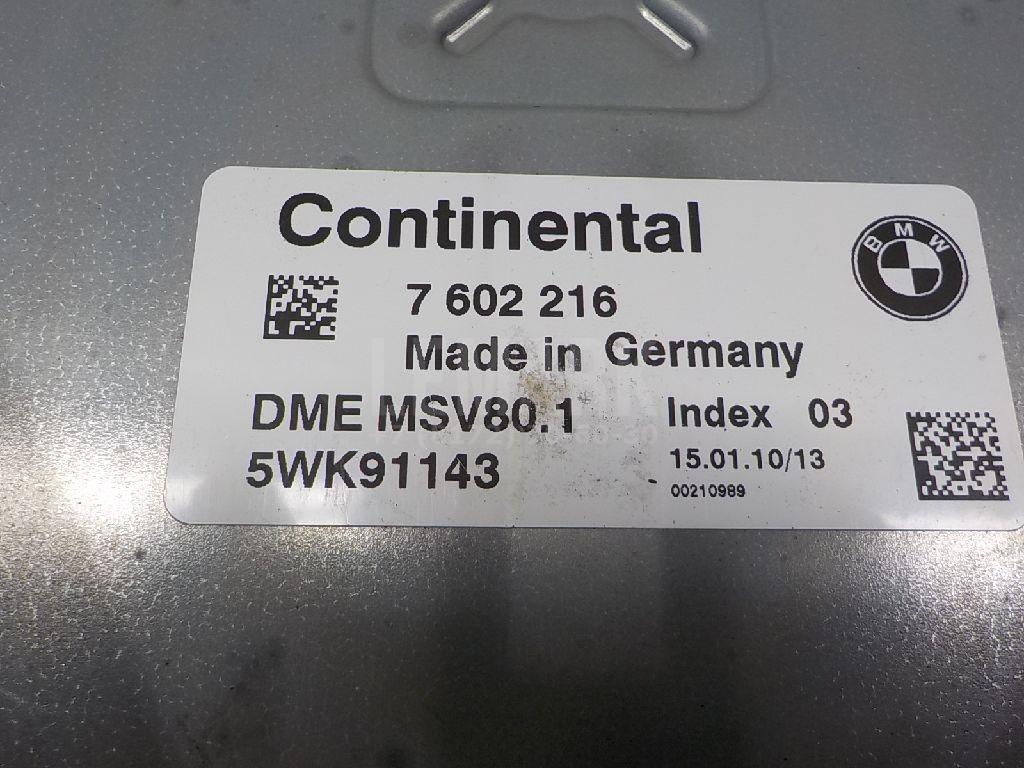 Continental
BMW
7 602 216
Made in Germany
DME MSV80.1 Index 03
5WK91143 15.01.10/13
00210989